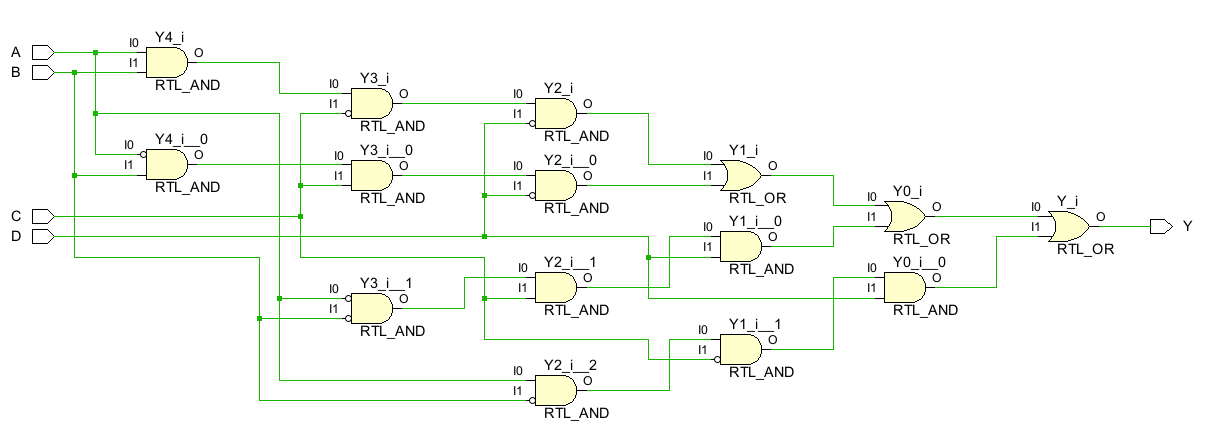 A
B
C
D
Y4_i
I0
I1
O
RTL_AND
Y4_i__0
I0
I1
O
RTL_AND
Y3_i
I0
I1
O
RTL_AND
Y3_i__0
I0
I1
O
RTL_AND
Y3_i__1
I0
I1
O
RTL_AND
Y2_i
I0
I1
O
RTL_AND
Y2_i__0
I0
I1
O
RTL_AND
Y2_i__1
I0
I1
O
RTL_AND
Y2_i__2
I0
I1
O
RTL_AND
Y1_i
I0
I1
O
RTL_OR
Y1_i__0
I0
I1
O
RTL_AND
Y1_i__1
I0
I1
O
RTL_AND
Y0_i
I0
I1
O
RTL_OR
Y0_i__0
I0
I1
O
RTL_AND
Y_i
I0
I1
O
RTL_OR
Y